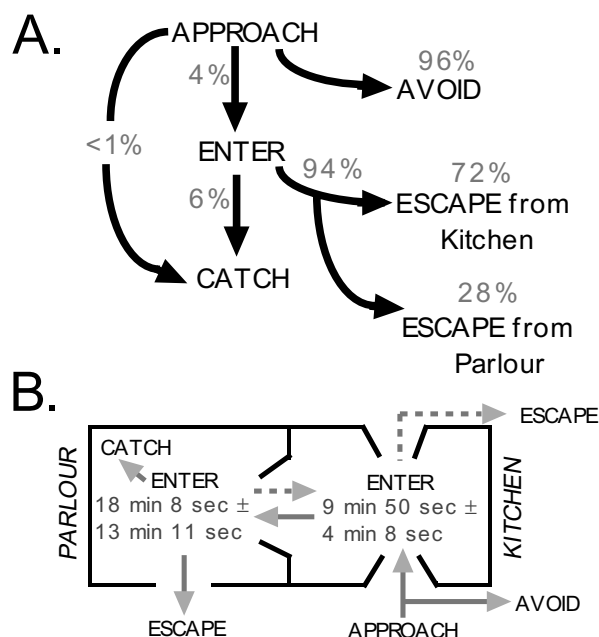 A.
APPROACH
4%
96%
AVOID
<1%
ENTER
94%
72%
6%
ESCAPE from
Kitchen
CATCH
28%
ESCAPE from
Parlour
B.
ESCAPE
CATCH
PARLOUR
ENTER
18 min 8 sec ±
13 min 11 sec
ENTER
9 min 50 sec ±
4 min 8 sec
KITCHEN
AVOID
ESCAPE
APPROACH